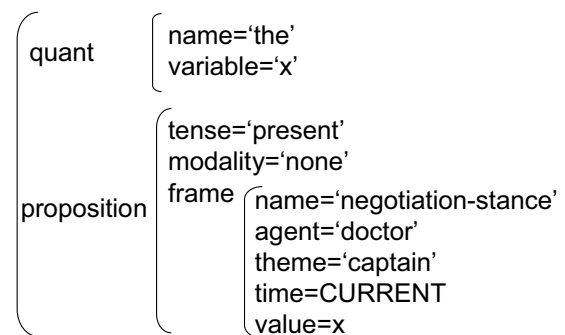 quant
name=‘the’
variable=‘x’
proposition
tense=‘present’
modality=‘none’
frame
name=‘negotiation-stance’
agent=‘doctor’
theme=‘captain’
time=CURRENT
value=x